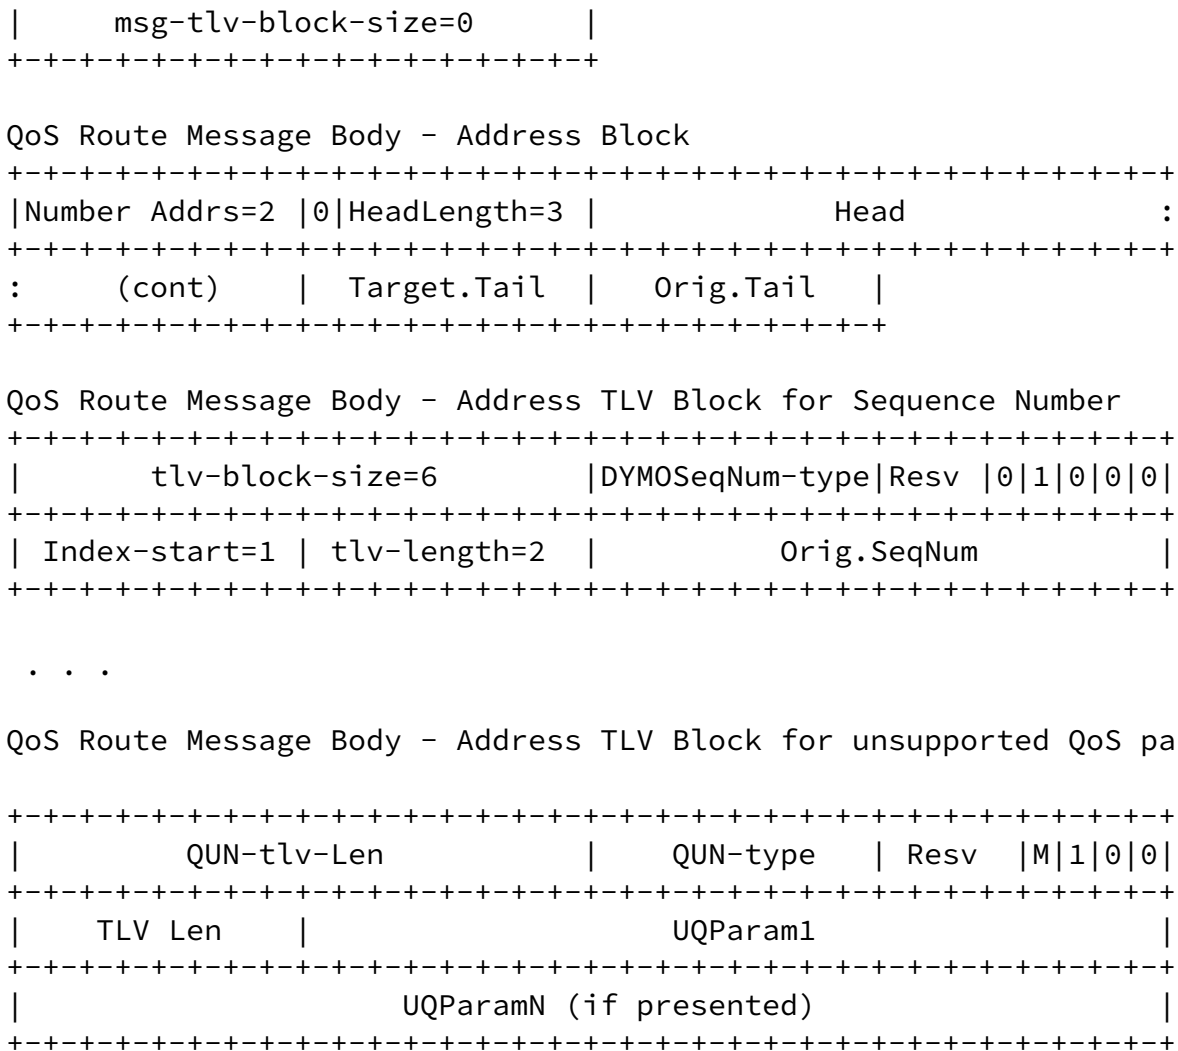 |     msg-tlv-block-size=0      |
+-+-+-+-+-+-+-+-+-+-+-+-+-+-+-+-+
QoS Route Message Body - Address Block
+-+-+-+-+-+-+-+-+-+-+-+-+-+-+-+-+-+-+-+-+-+-+-+-+-+-+-+-+-+-+-+-+
|Number Addrs=2 |0|HeadLength=3 |             Head              :
+-+-+-+-+-+-+-+-+-+-+-+-+-+-+-+-+-+-+-+-+-+-+-+-+-+-+-+-+-+-+-+-+
:     (cont)    |  Target.Tail  |   Orig.Tail   |
+-+-+-+-+-+-+-+-+-+-+-+-+-+-+-+-+-+-+-+-+-+-+-+-+
QoS Route Message Body - Address TLV Block for Sequence Number
+-+-+-+-+-+-+-+-+-+-+-+-+-+-+-+-+-+-+-+-+-+-+-+-+-+-+-+-+-+-+-+-+
|       tlv-block-size=6        |DYMOSeqNum-type|Resv |0|1|0|0|0|
+-+-+-+-+-+-+-+-+-+-+-+-+-+-+-+-+-+-+-+-+-+-+-+-+-+-+-+-+-+-+-+-+
| Index-start=1 | tlv-length=2  |          Orig.SeqNum          |
+-+-+-+-+-+-+-+-+-+-+-+-+-+-+-+-+-+-+-+-+-+-+-+-+-+-+-+-+-+-+-+-+
. . .
QoS Route Message Body - Address TLV Block for unsupported QoS pa
+-+-+-+-+-+-+-+-+-+-+-+-+-+-+-+-+-+-+-+-+-+-+-+-+-+-+-+-+-+-+-+-+
|         QUN-tlv-Len           |    QUN-type   | Resv  |M|1|0|0|
+-+-+-+-+-+-+-+-+-+-+-+-+-+-+-+-+-+-+-+-+-+-+-+-+-+-+-+-+-+-+-+-+
|    TLV Len    |                    UQParam1                   |
+-+-+-+-+-+-+-+-+-+-+-+-+-+-+-+-+-+-+-+-+-+-+-+-+-+-+-+-+-+-+-+-+
|                     UQParamN (if presented)                   |
+-+-+-+-+-+-+-+-+-+-+-+-+-+-+-+-+-+-+-+-+-+-+-+-+-+-+-+-+-+-+-+-+